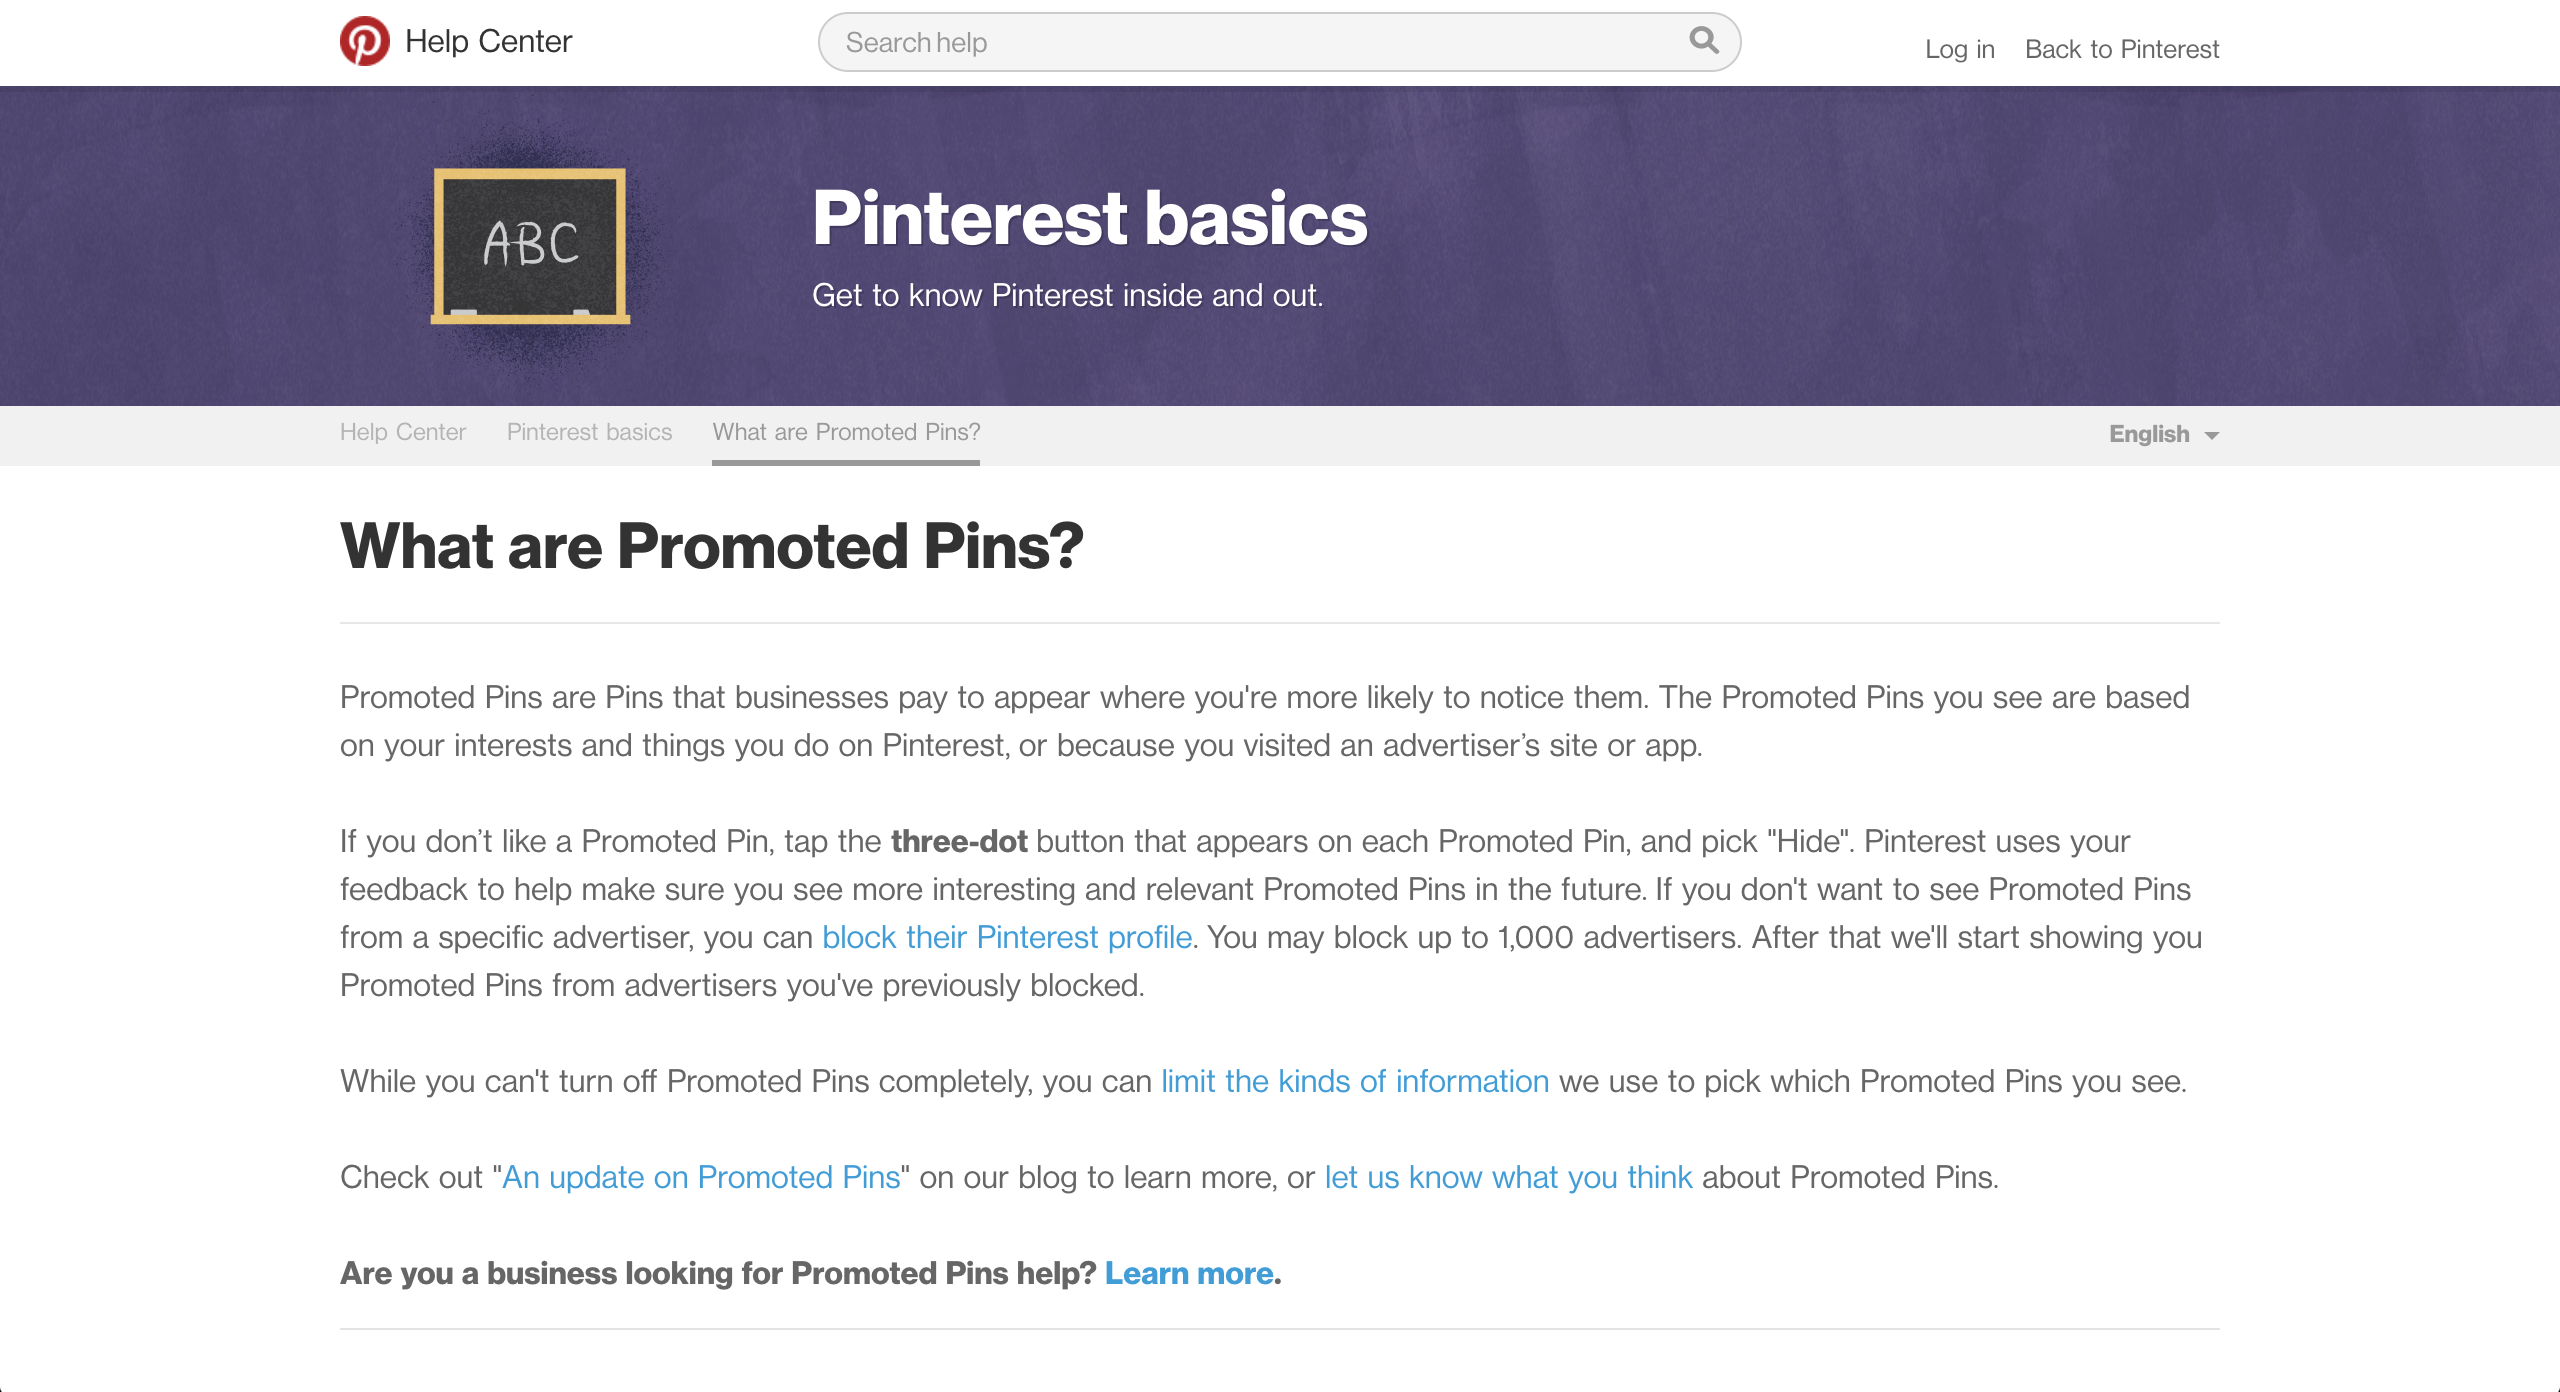 Help Center
Search help
Log in
Back to Pinterest
ABC
Pinterest basics
Get to know Pinterest inside and out.
Help Center
Pinterest basics
What are Promoted Pins?
English
What are Promoted Pins?
Promoted Pins are Pins that businesses pay to appear where you're more likely to notice them. The Promoted Pins you see are based
on your interests and things you do on Pinterest, or because you visited an advertiser’s site or app.
If you don’t like a Promoted Pin, tap the three-dot button that appears on each Promoted Pin, and pick "Hide". Pinterest uses your
feedback to help make sure you see more interesting and relevant Promoted Pins in the future. If you don't want to see Promoted Pins
from a specific advertiser, you can block their Pinterest profile. You may block up to 1,000 advertisers. After that we'll start showing you
Promoted Pins from advertisers you've previously blocked.
While you can't turn off Promoted Pins completely, you can limit the kinds of information we use to pick which Promoted Pins you see.
Check out "An update on Promoted Pins" on our blog to learn more, or let us know what you think about Promoted Pins.
Are you a business looking for Promoted Pins help? Learn more.